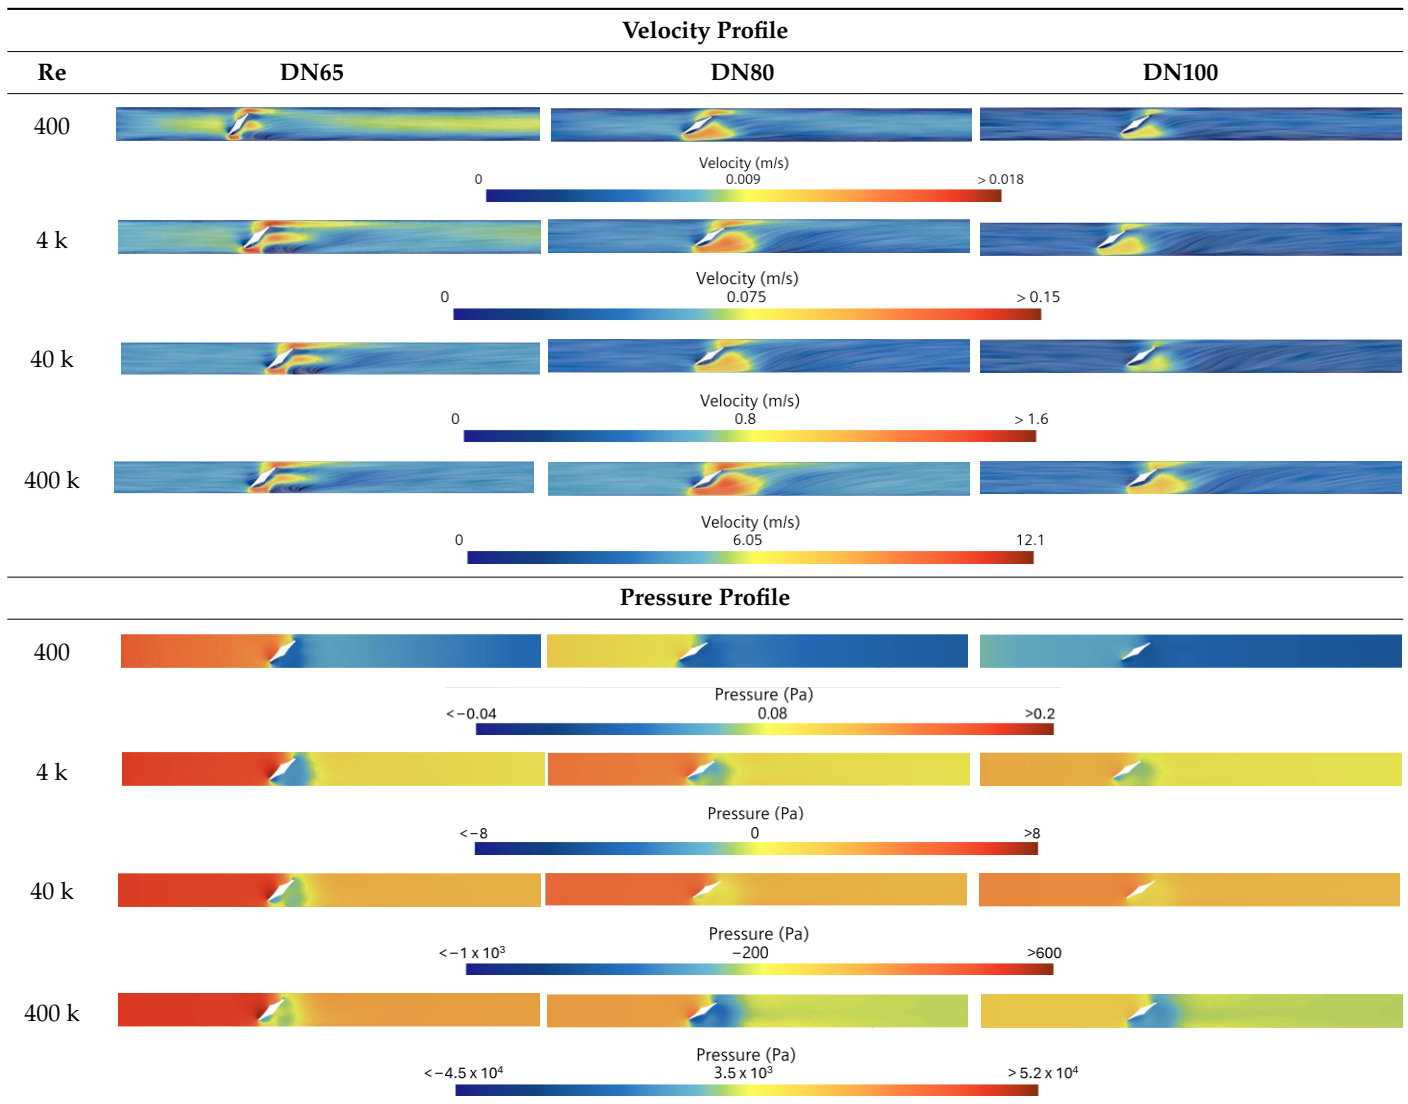 Velocity Profile
Re DN65 DN80 DN100
400
Velocity (m/s)
0 0.009 > 0.018
4 k
Velocity (m/s)
0 0.075 > 0.15
40 k
Velocity (m/s)
0 0.8 > 1.6
400 k
Velocity (m/s)
0 6.05 12.1
Pressure Profile
400
Pressure (Pa)
<−0.04 0.08 >0.2
4 k
Pressure (Pa)
<−8 0 >8
40 k
Pressure (Pa)
<−1 x 10³ −200 >600
400 k
Pressure (Pa)
<−4.5 x 10⁴ 3.5 x 10³ > 5.2 x 10⁴